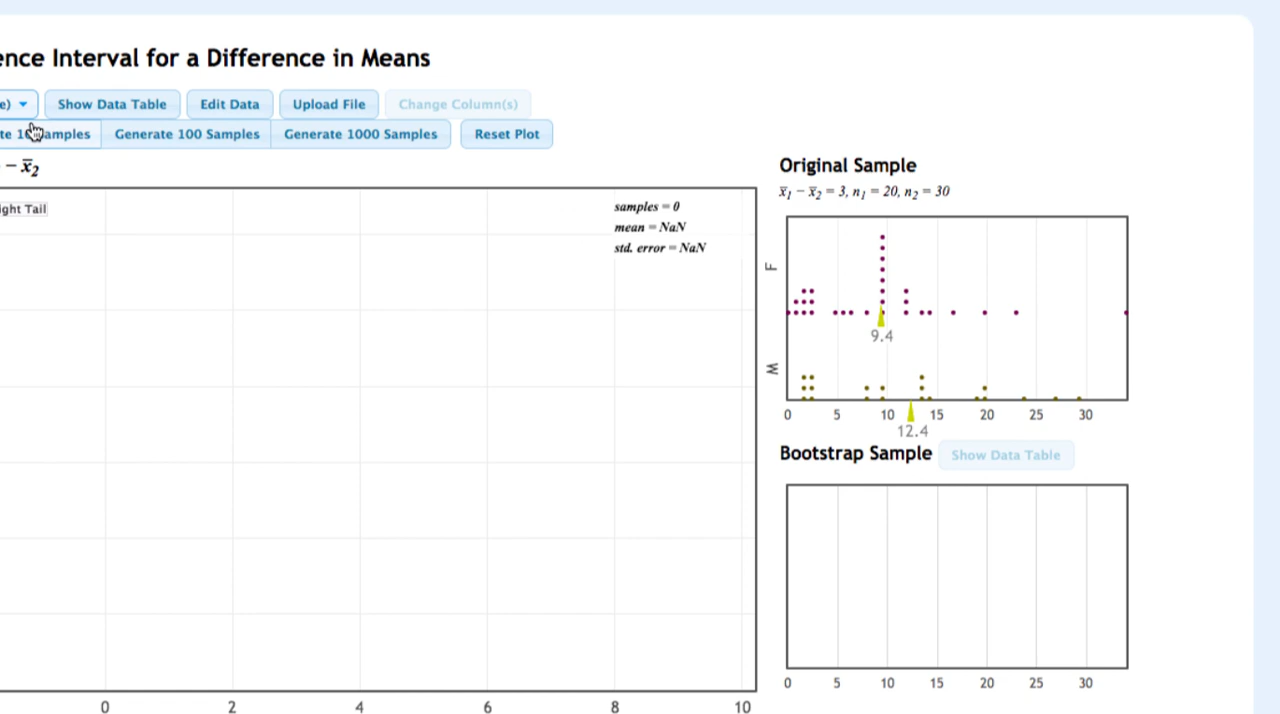 ence Interval for a Difference in Means
e) Show Data Table Edit Data Upload File Change Column(s)
te 10 Samples Generate 100 Samples Generate 1000 Samples Reset Plot
– x̅2
ight Tail
samples = 0
mean = NaN
std. error = NaN
0 2 4 6 8 10
Original Sample
x̅1 − x̅2 = 3, n1 = 20, n2 = 30
F
9.4
M
0 5 10 15 20 25 30
12.4
Bootstrap Sample Show Data Table
0 5 10 15 20 25 30